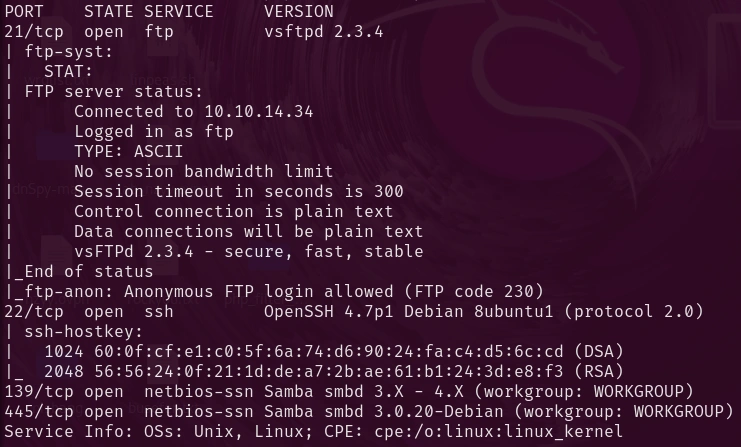 PORT    STATE SERVICE     VERSION
21/tcp  open  ftp         vsftpd 2.3.4
| ftp-syst:
|   STAT:
| FTP server status:
|      Connected to 10.10.14.34
|      Logged in as ftp
|      TYPE: ASCII
|      No session bandwidth limit
|      Session timeout in seconds is 300
|      Control connection is plain text
|      Data connections will be plain text
|      vsFTPd 2.3.4 - secure, fast, stable
|_End of status
|_ftp-anon: Anonymous FTP login allowed (FTP code 230)
22/tcp  open  ssh         OpenSSH 4.7p1 Debian 8ubuntu1 (protocol 2.0)
| ssh-hostkey:
|   1024 60:0f:cf:e1:c0:5f:6a:74:d6:90:24:fa:c4:d5:6c:cd (DSA)
|_  2048 56:56:24:0f:21:1d:de:a7:2b:ae:61:b1:24:3d:e8:f3 (RSA)
139/tcp open  netbios-ssn Samba smbd 3.X - 4.X (workgroup: WORKGROUP)
445/tcp open  netbios-ssn Samba smbd 3.0.20-Debian (workgroup: WORKGROUP)
Service Info: OSs: Unix, Linux; CPE: cpe:/o:linux:linux_kernel